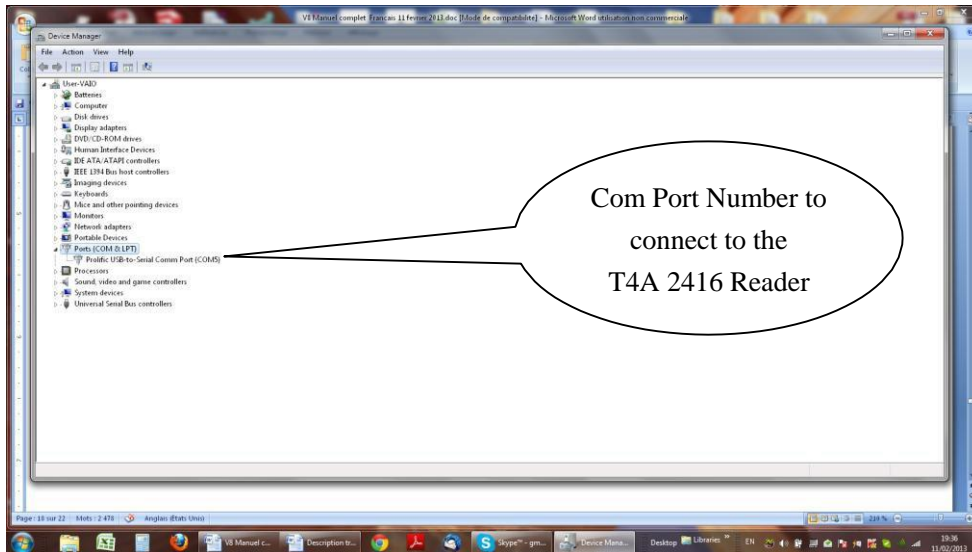 V8 Manuel complet Francais 11 fevrier 2013.doc [Mode de compatibilité] - Microsoft Word utilisation non commerciale
Device Manager
File Action View Help
User-VAIO
Batteries
Computer
Disk drives
Display adapters
DVD/CD-ROM drives
Human Interface Devices
IDE ATA/ATAPI controllers
IEEE 1394 Bus host controllers
Imaging devices
Keyboards
Mice and other pointing devices
Monitors
Network adapters
Portable Devices
Ports (COM & LPT)
Prolific USB-to-Serial Comm Port (COM5)
Processors
Sound, video and game controllers
System devices
Universal Serial Bus controllers
Com Port Number to
connect to the
T4A 2416 Reader
Page : 18 sur 22 Mots : 2 478 Anglais (États Unis) 219 %
V8 Manuel c... Description tr... Skype™ - gm... Device Mana... Desktop Libraries EN 19:36
11/02/2013